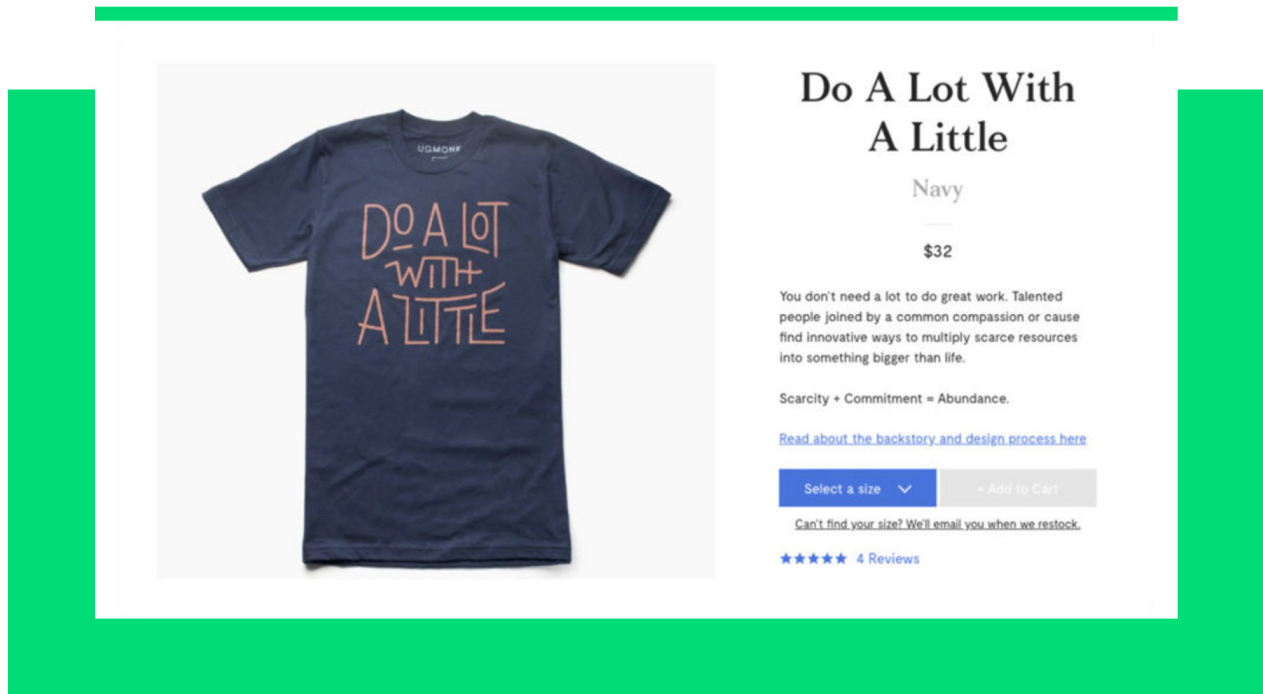 UGMONK
DO A LOT
WITH
A LITTLE
Do A Lot With
A Little
Navy
$32
You don't need a lot to do great work. Talented
people joined by a common compassion or cause
find innovative ways to multiply scarce resources
into something bigger than life.
Scarcity + Commitment = Abundance.
Read about the backstory and design process here
Select a size
+ Add to Cart
Can't find your size? We'll email you when we restock.
4 Reviews